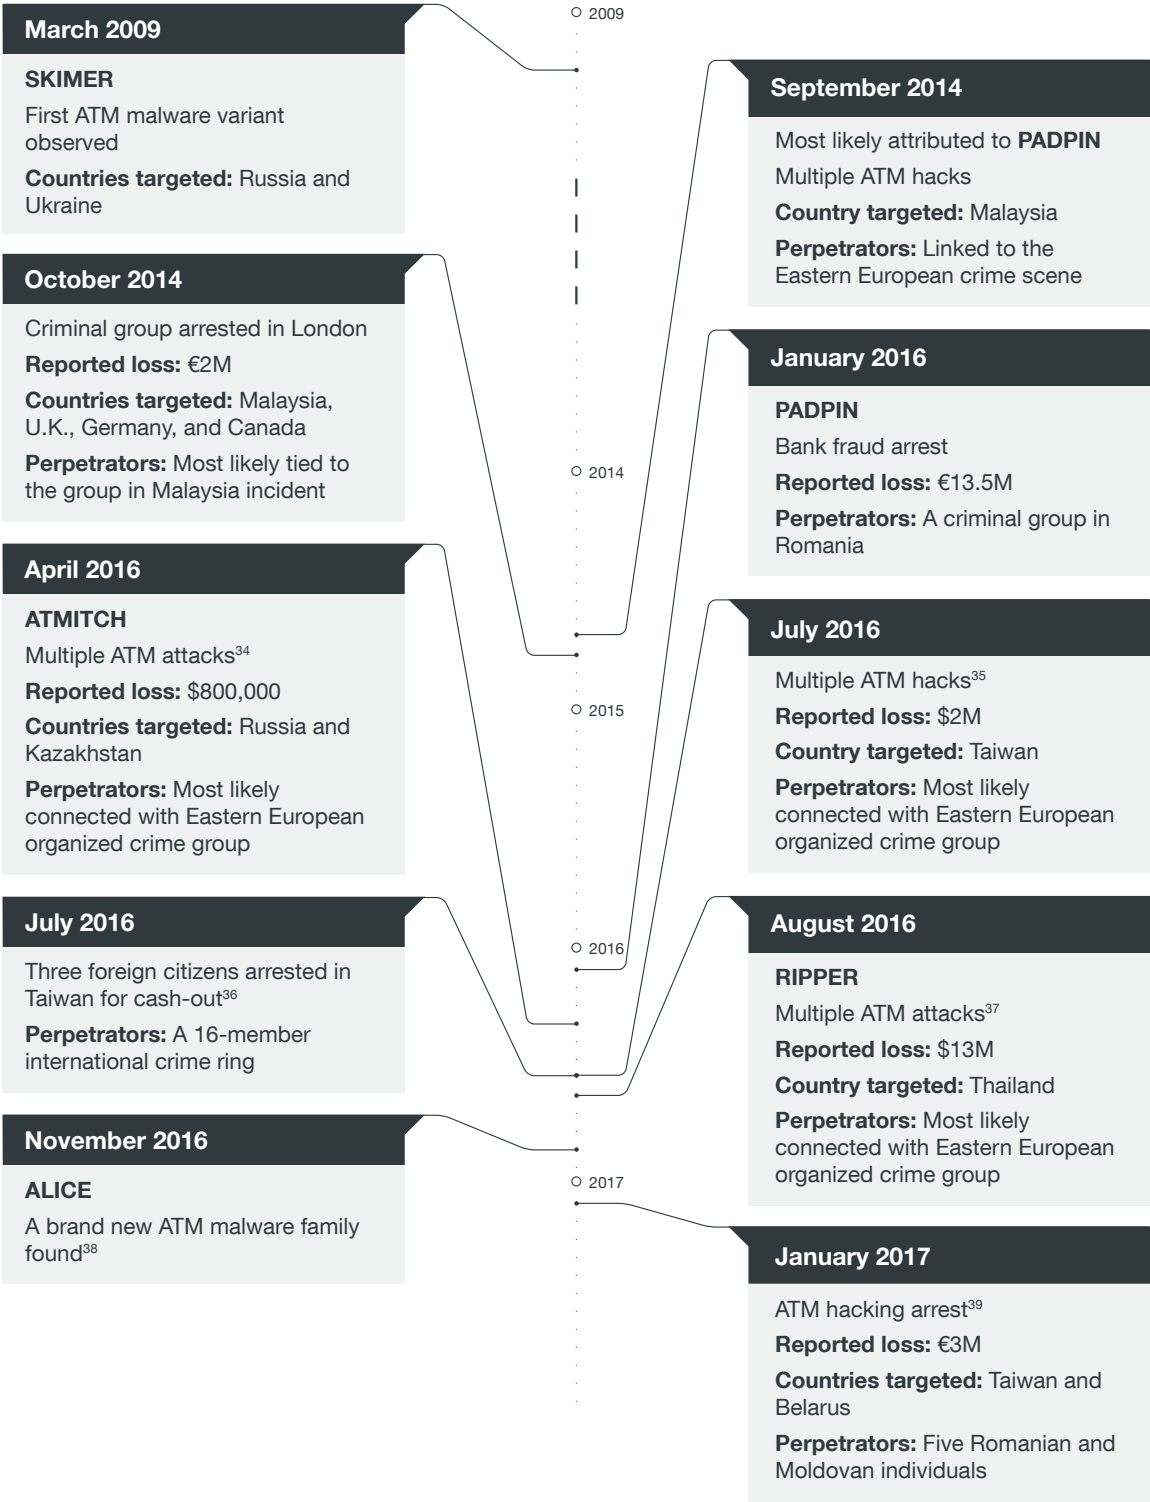 2009
March 2009
SKIMER
First ATM malware variant
observed
Countries targeted: Russia and
Ukraine
September 2014
Most likely attributed to PADPIN
Multiple ATM hacks
Country targeted: Malaysia
Perpetrators: Linked to the
Eastern European crime scene
October 2014
Criminal group arrested in London
Reported loss: €2M
Countries targeted: Malaysia,
U.K., Germany, and Canada
Perpetrators: Most likely tied to
the group in Malaysia incident
2014
January 2016
PADPIN
Bank fraud arrest
Reported loss: €13.5M
Perpetrators: A criminal group in
Romania
April 2016
ATMITCH
Multiple ATM attacks34
Reported loss: $800,000
Countries targeted: Russia and
Kazakhstan
Perpetrators: Most likely
connected with Eastern European
organized crime group
2015
July 2016
Multiple ATM hacks35
Reported loss: $2M
Country targeted: Taiwan
Perpetrators: Most likely
connected with Eastern European
organized crime group
July 2016
Three foreign citizens arrested in
Taiwan for cash-out36
Perpetrators: A 16-member
international crime ring
2016
August 2016
RIPPER
Multiple ATM attacks37
Reported loss: $13M
Country targeted: Thailand
Perpetrators: Most likely
connected with Eastern European
organized crime group
November 2016
ALICE
A brand new ATM malware family
found38
2017
January 2017
ATM hacking arrest39
Reported loss: €3M
Countries targeted: Taiwan and
Belarus
Perpetrators: Five Romanian and
Moldovan individuals